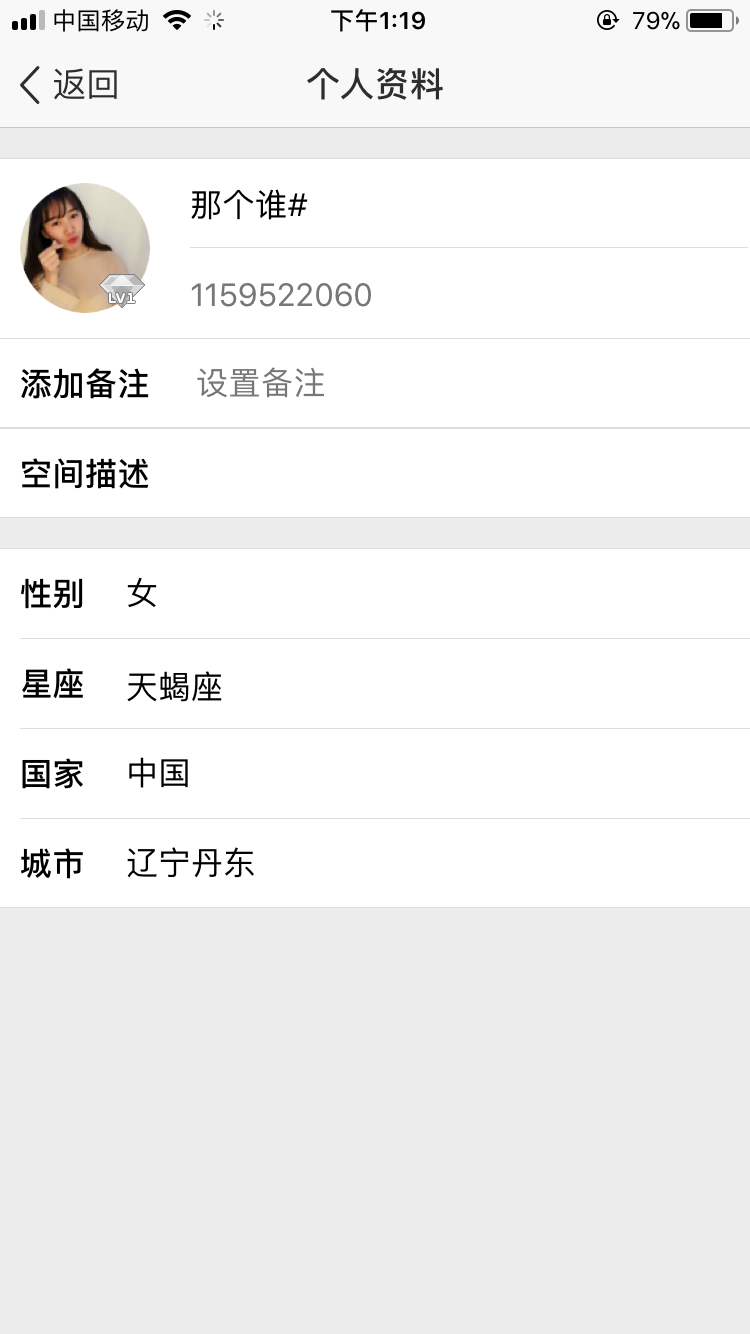 中国移动 下午1:19 79%
返回 个人资料
那个谁#
LV1
1159522060
添加备注 设置备注
空间描述
性别 女
星座 天蝎座
国家 中国
城市 辽宁丹东